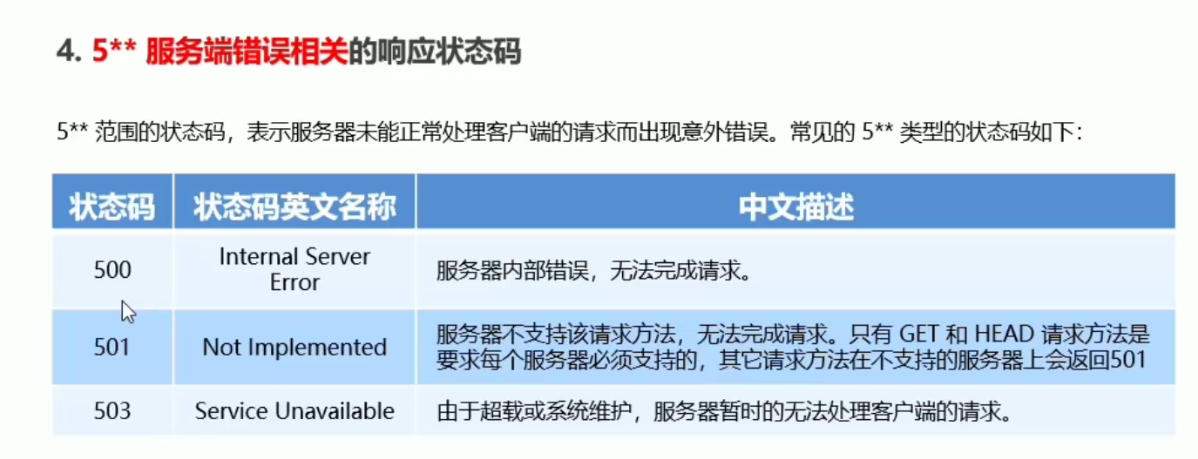 4. 5** 服务端错误相关的响应状态码
5** 范围的状态码，表示服务器未能正常处理客户端的请求而出现意外错误。常见的 5** 类型的状态码如下：
状态码 状态码英文名称 中文描述
500 Internal Server Error 服务器内部错误，无法完成请求。
501 Not Implemented 服务器不支持该请求方法，无法完成请求。只有 GET 和 HEAD 请求方法是
要求每个服务器必须支持的，其它请求方法在不支持的服务器上会返回501
503 Service Unavailable 由于超载或系统维护，服务器暂时的无法处理客户端的请求。